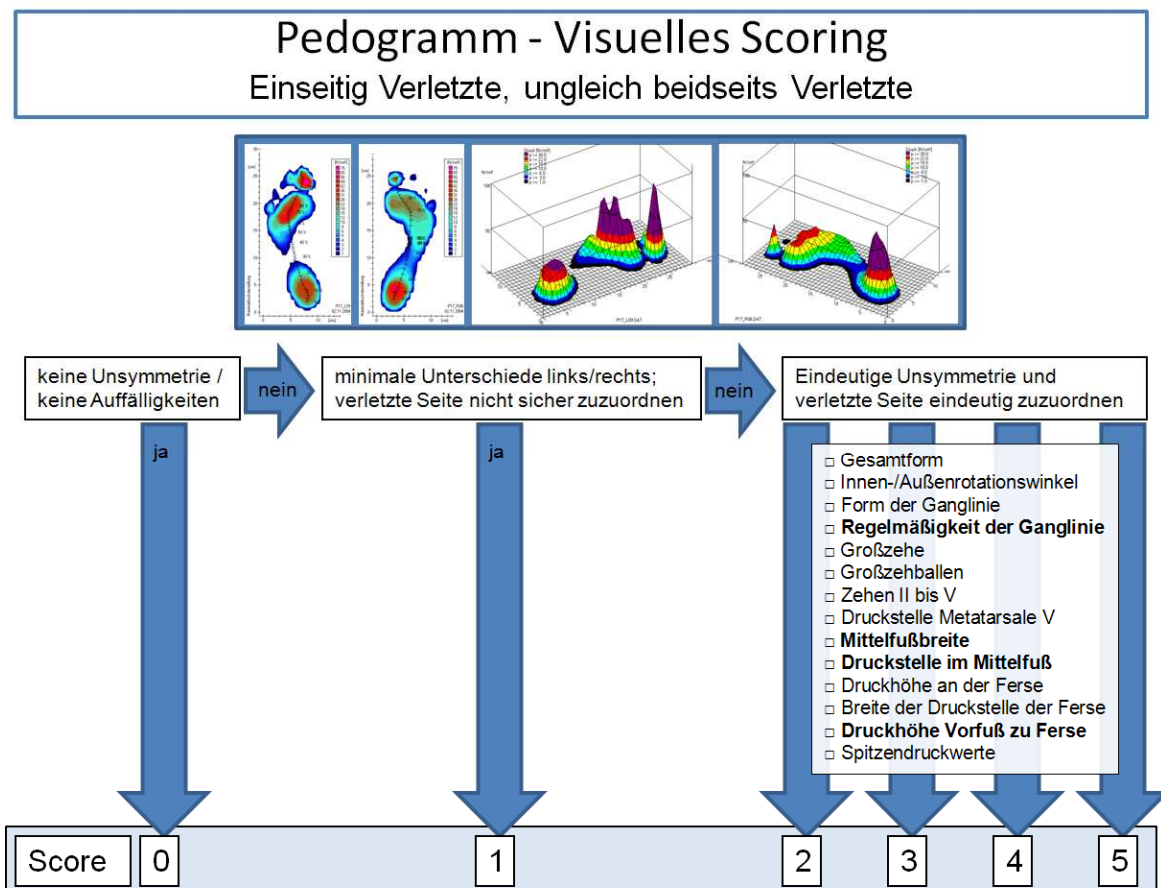 Pedogramm - Visuelles Scoring
Einseitig Verletzte, ungleich beidseits Verletzte
keine Unsymmetrie /
keine Auffälligkeiten
nein
minimale Unterschiede links/rechts;
verletzte Seite nicht sicher zuzuordnen
nein
Eindeutige Unsymmetrie und
verletzte Seite eindeutig zuzuordnen
ja
ja
□ Gesamtform
□ Innen-/Außenrotationswinkel
□ Form der Ganglinie
□ Regelmäßigkeit der Ganglinie
□ Großzehe
□ Großzehballen
□ Zehen II bis V
□ Druckstelle Metatarsale V
□ Mittelfußbreite
□ Druckstelle im Mittelfuß
□ Druckhöhe an der Ferse
□ Breite der Druckstelle der Ferse
□ Druckhöhe Vorfuß zu Ferse
□ Spitzendruckwerte
Score 0 1 2 3 4 5